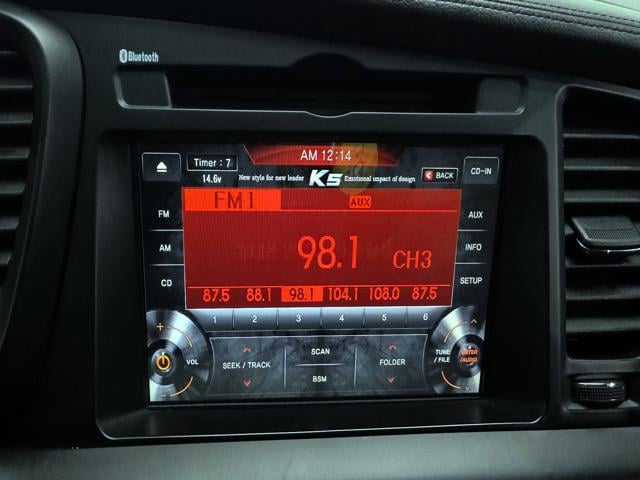 Bluetooth
AM 12:14
Timer : 7
CD-IN
14.6v
New style for new leader K5 Emotional impact of design
BACK
FM1
AUX
FM
AUX
98.1
CH3
AM
INFO
CD
SETUP
87.5 88.1 98.1 104.1 108.0 87.5
1 2 3 4 5 6
+
VOL
SEEK / TRACK
SCAN
BSM
FOLDER
TUNE
/ FILE
ENTER
/AUDIO
-